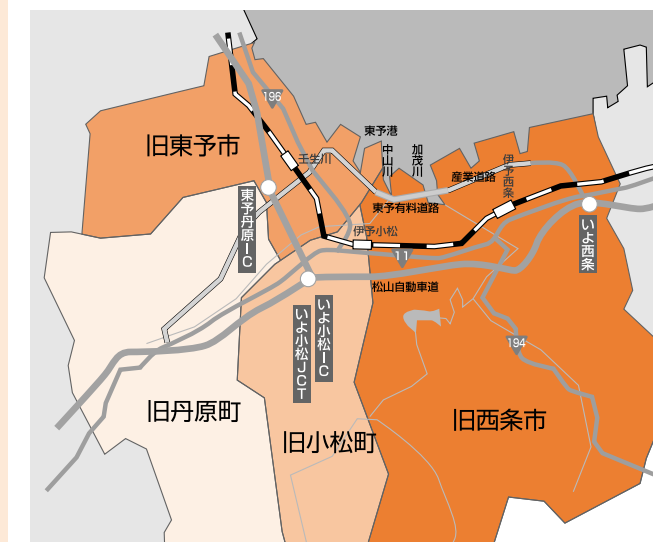 196
旧東予市
壬生川
東予港
中山川
加茂川
伊予西条
産業道路
東予丹原IC
東予有料道路
いよ西条
伊予小松
11
松山自動車道
いよ小松IC
いよ小松JCT
194
旧丹原町
旧小松町
旧西条市